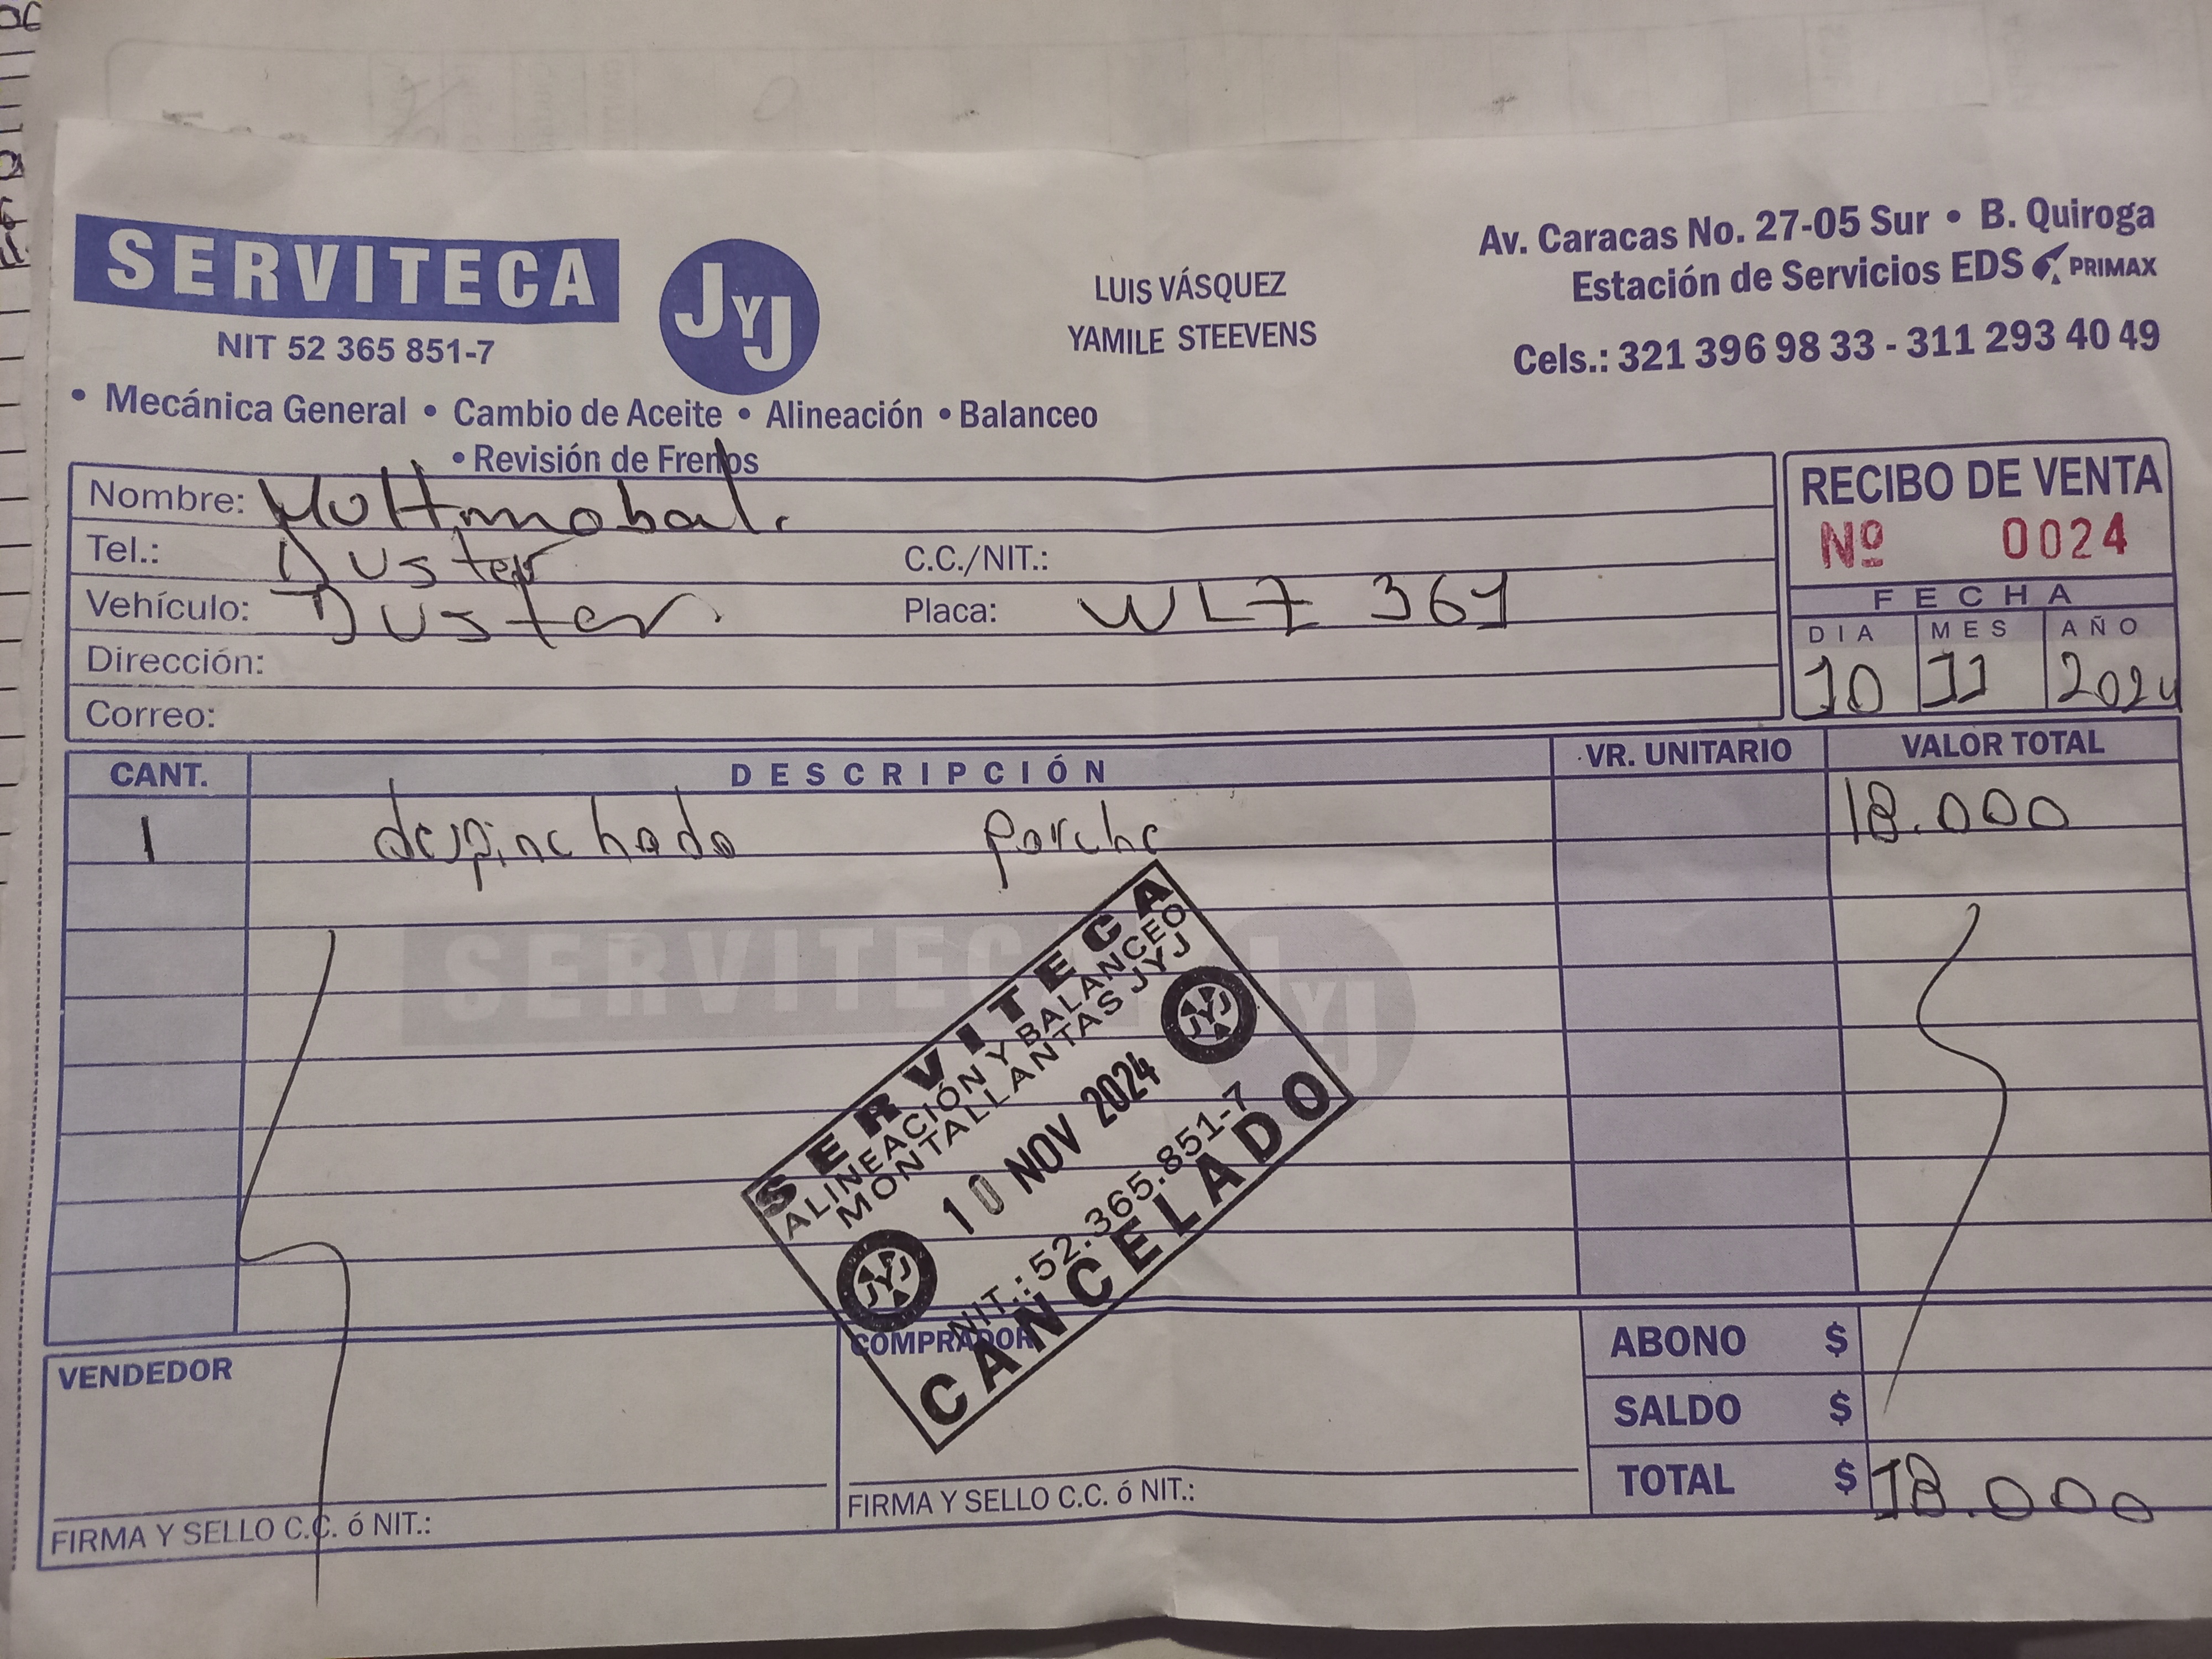 SERVITECA
JYJ
NIT 52 365 851-7
LUIS VÁSQUEZ
YAMILE STEEVENS
Av. Caracas No. 27-05 Sur • B. Quiroga
Estación de Servicios EDS PRIMAX
Cels.: 321 396 98 33 - 311 293 40 49
• Mecánica General • Cambio de Aceite • Alineación • Balanceo
• Revisión de Frenos
RECIBO DE VENTA
Nº 0024
Nombre:
Tel.: Duster C.C./NIT.:
Vehículo: Duster Placa: WLZ 361
Dirección:
Correo:
FECHA
DIA MES AÑO
10 11 2024
CANT. DESCRIPCIÓN VR. UNITARIO VALOR TOTAL
1 despinchado parche 18.000
SERVITECA JYJ
SERVITECA
ALINEACIÓN Y BALANCEO
MONTALLANTAS JYJ
JYJ
10 NOV 2024
JYJ
NIT.: 52.365.851-7
CANCELADO
VENDEDOR
FIRMA Y SELLO C.C. ó NIT.:
COMPRADOR
FIRMA Y SELLO C.C. ó NIT.:
ABONO $
SALDO $
TOTAL $ 18.000